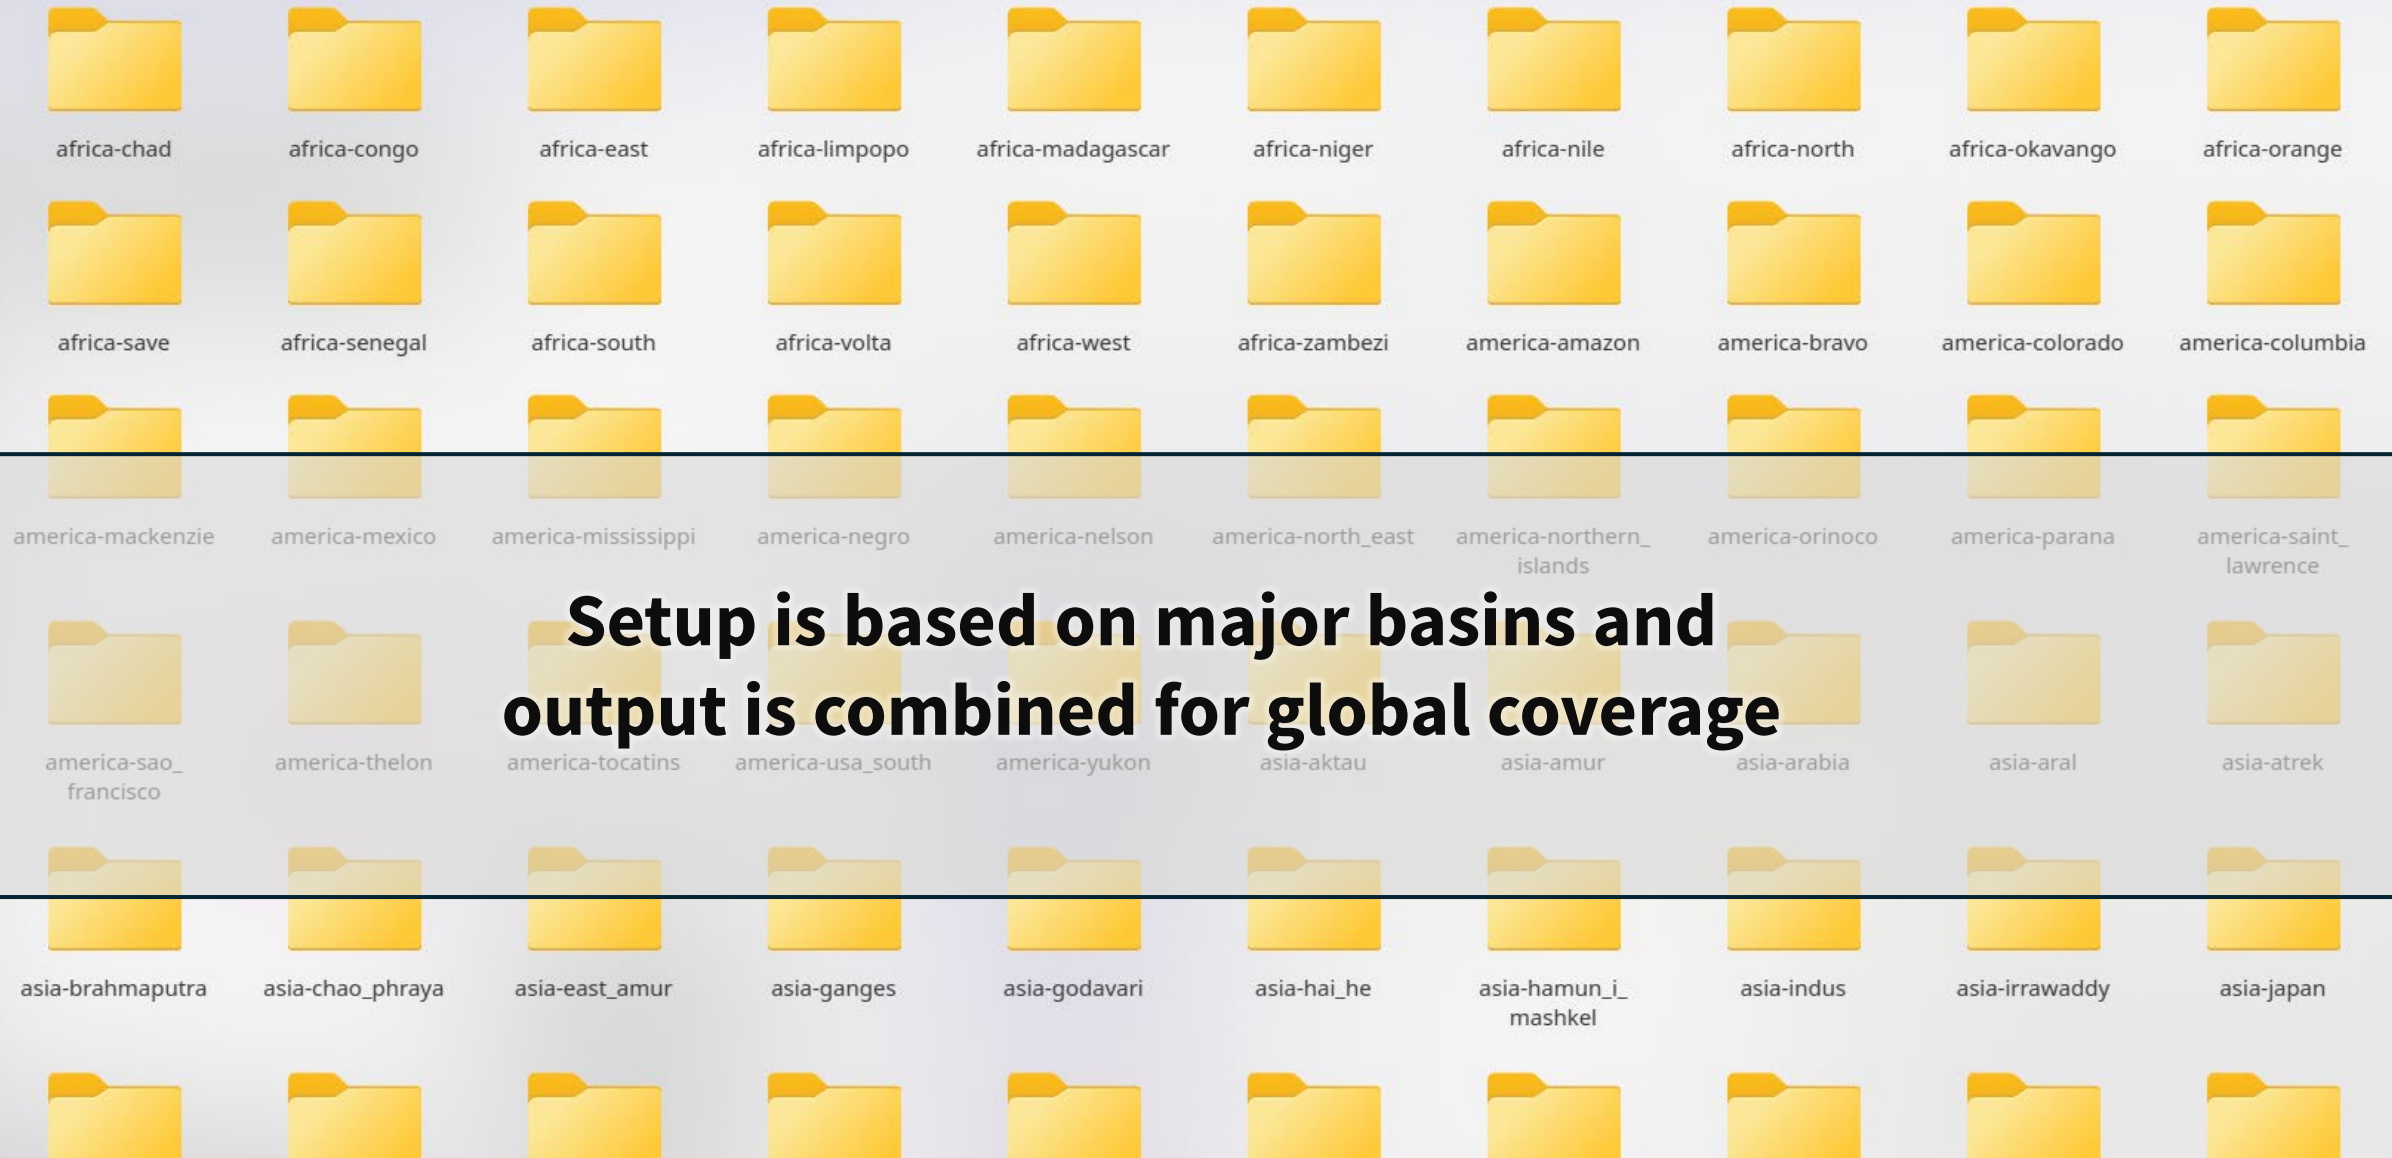 africa-chad africa-congo africa-east africa-limpopo africa-madagascar africa-niger africa-nile africa-north africa-okavango africa-orange
africa-save africa-senegal africa-south africa-volta africa-west africa-zambezi america-amazon america-bravo america-colorado america-columbia
america-mackenzie america-mexico america-mississippi america-negro america-nelson america-north_east america-northern_ america-orinoco america-parana america-saint_
islands lawrence
Setup is based on major basins and
output is combined for global coverage
america-sao_ america-thelon america-tocatins america-usa_south america-yukon asia-aktau asia-amur asia-arabia asia-aral asia-atrek
francisco
asia-brahmaputra asia-chao_phraya asia-east_amur asia-ganges asia-godavari asia-hai_he asia-hamun_i_ asia-indus asia-irrawaddy asia-japan
mashkel